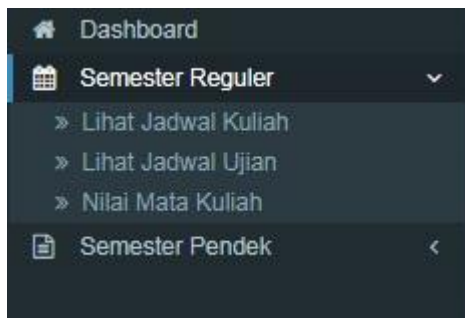 Dashboard
Semester Reguler
» Lihat Jadwal Kuliah
» Lihat Jadwal Ujian
» Nilai Mata Kuliah
Semester Pendek